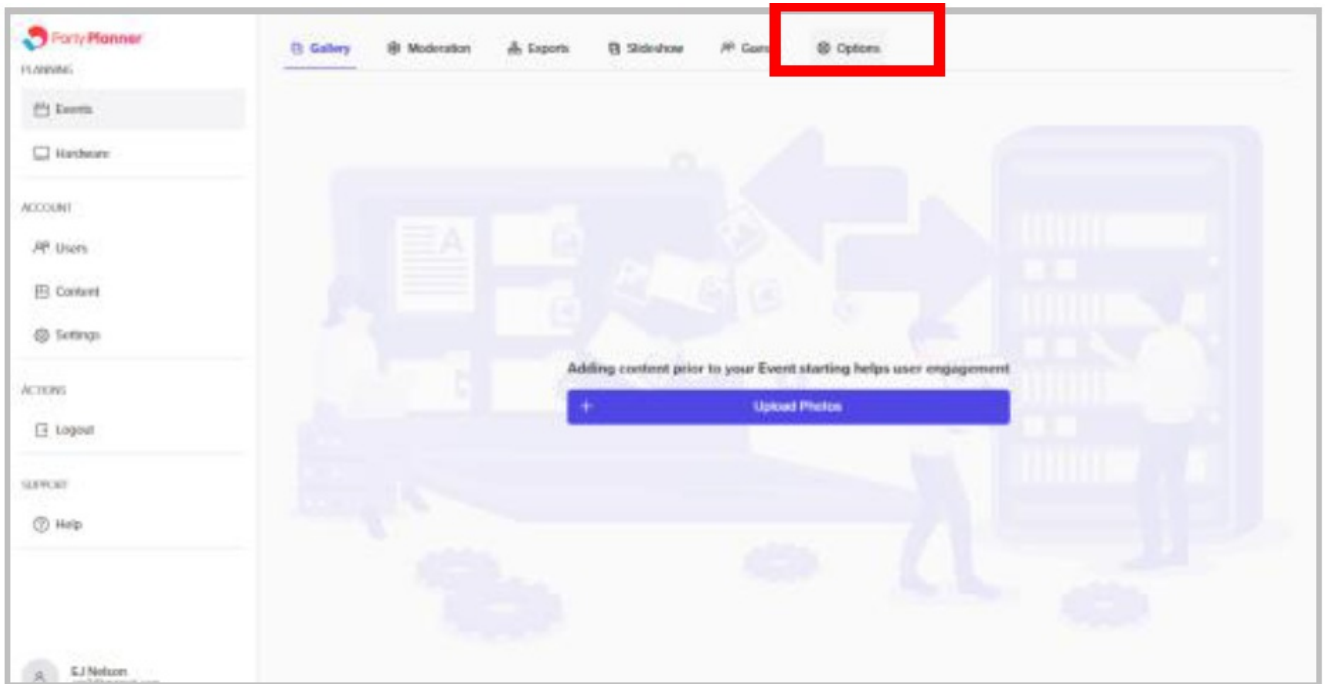 Party Planner
PLANNING
Events
Hardware
ACCOUNT
Users
Content
Settings
ACTIONS
Logout
SUPPORT
Help
EJ Nelson
Gallery Moderation Exports Slideshow Options
A
Adding content prior to your Event starting helps user engagement
+ Upload Photos